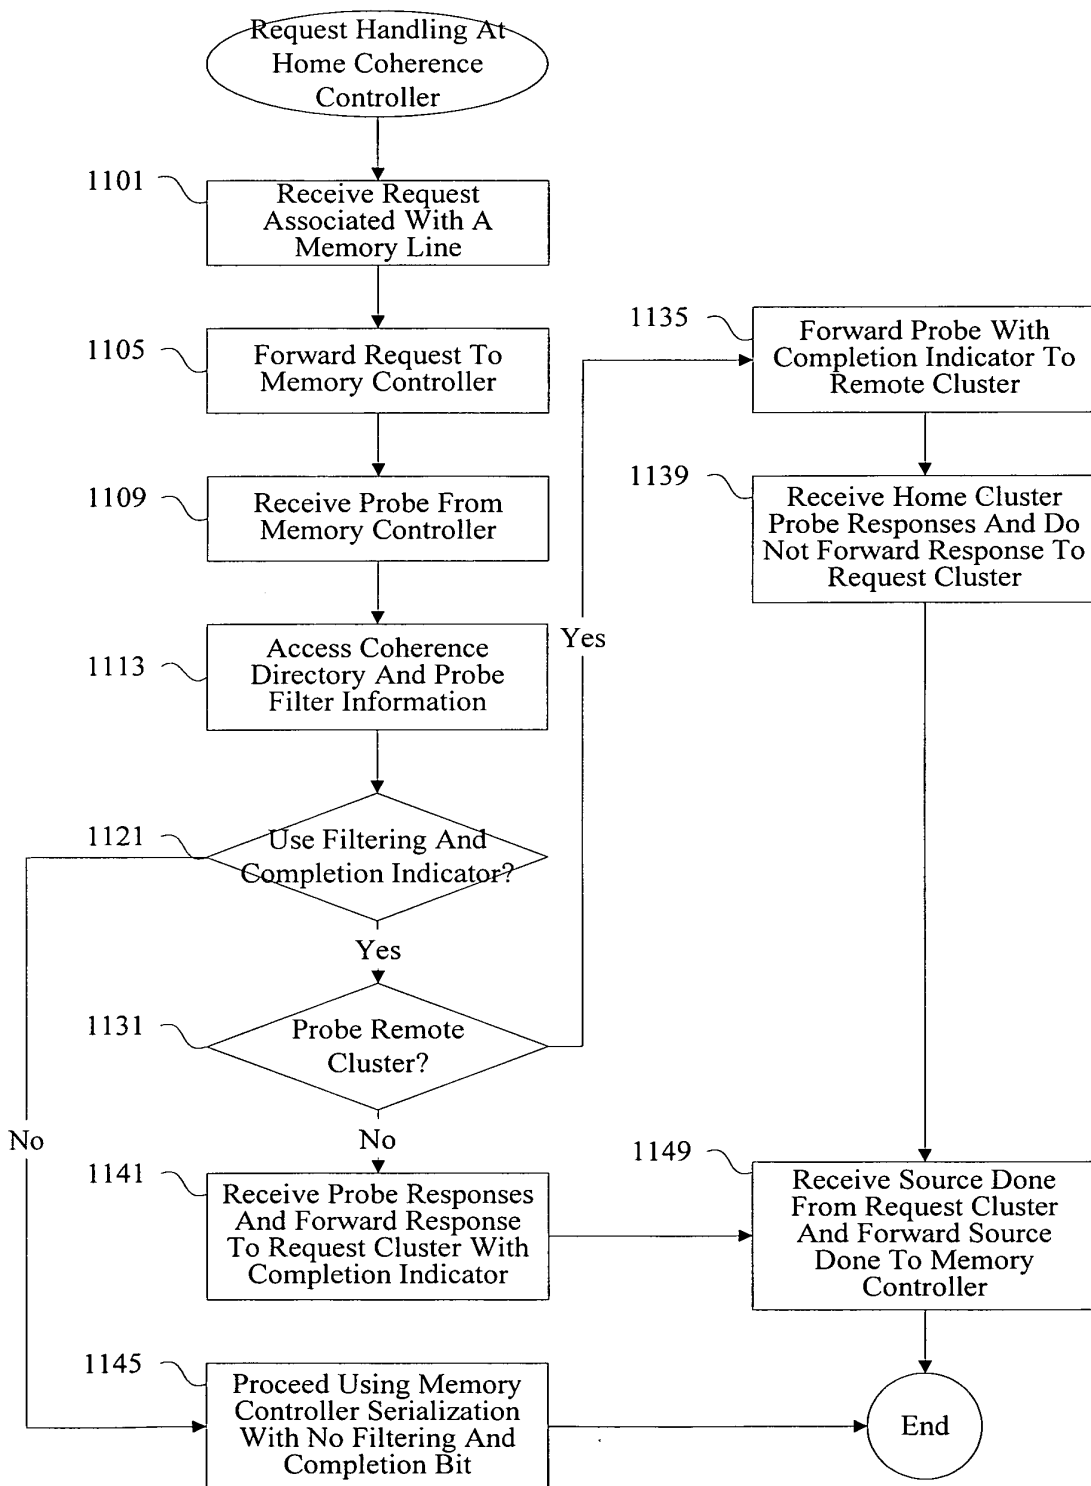 Request Handling At
Home Coherence
Controller
1101
Receive Request
Associated With A
Memory Line
1105
Forward Request To
Memory Controller
1109
Receive Probe From
Memory Controller
1113
Access Coherence
Directory And Probe
Filter Information
1121
Use Filtering And
Completion Indicator?
Yes
1131
Probe Remote
Cluster?
Yes
1135
Forward Probe With
Completion Indicator To
Remote Cluster
1139
Receive Home Cluster
Probe Responses And Do
Not Forward Response To
Request Cluster
No
No
1141
Receive Probe Responses
And Forward Response
To Request Cluster With
Completion Indicator
1149
Receive Source Done
From Request Cluster
And Forward Source
Done To Memory
Controller
1145
Proceed Using Memory
Controller Serialization
With No Filtering And
Completion Bit
End